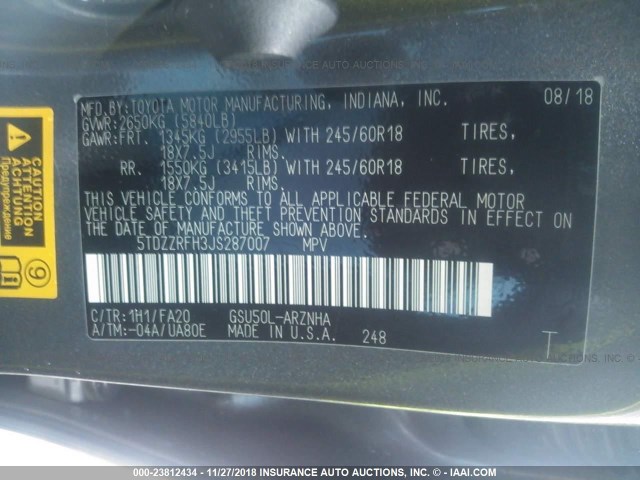 MFD.BY:TOYOTA MOTOR MANUFACTURING, INDIANA, INC. 08/18
GVWR:2650KG (5840LB)
GAWR:FRT. 1345KG (2955LB) WITH 245/60R18 TIRES,
18X7.5J RIMS.
RR. 1550KG (3415LB) WITH 245/60R18 TIRES,
18X7.5J RIMS.
THIS VEHICLE CONFORMS TO ALL APPLICABLE FEDERAL MOTOR
VEHICLE SAFETY AND THEFT PREVENTION STANDARDS IN EFFECT ON
THE DATE OF MANUFACTURE SHOWN ABOVE.
5TDZZRFH3JS287007 MPV
C/TR:1H1/FA20 GSU50L-ARZNHA
A/TM:-04A/UA80E MADE IN U.S.A. 248 T
CAUTION
ATTENTION
ACHTUNG
Предупреждение
9
000-23812434 - 11/27/2018 INSURANCE AUTO AUCTIONS, INC. - IAAI.COM